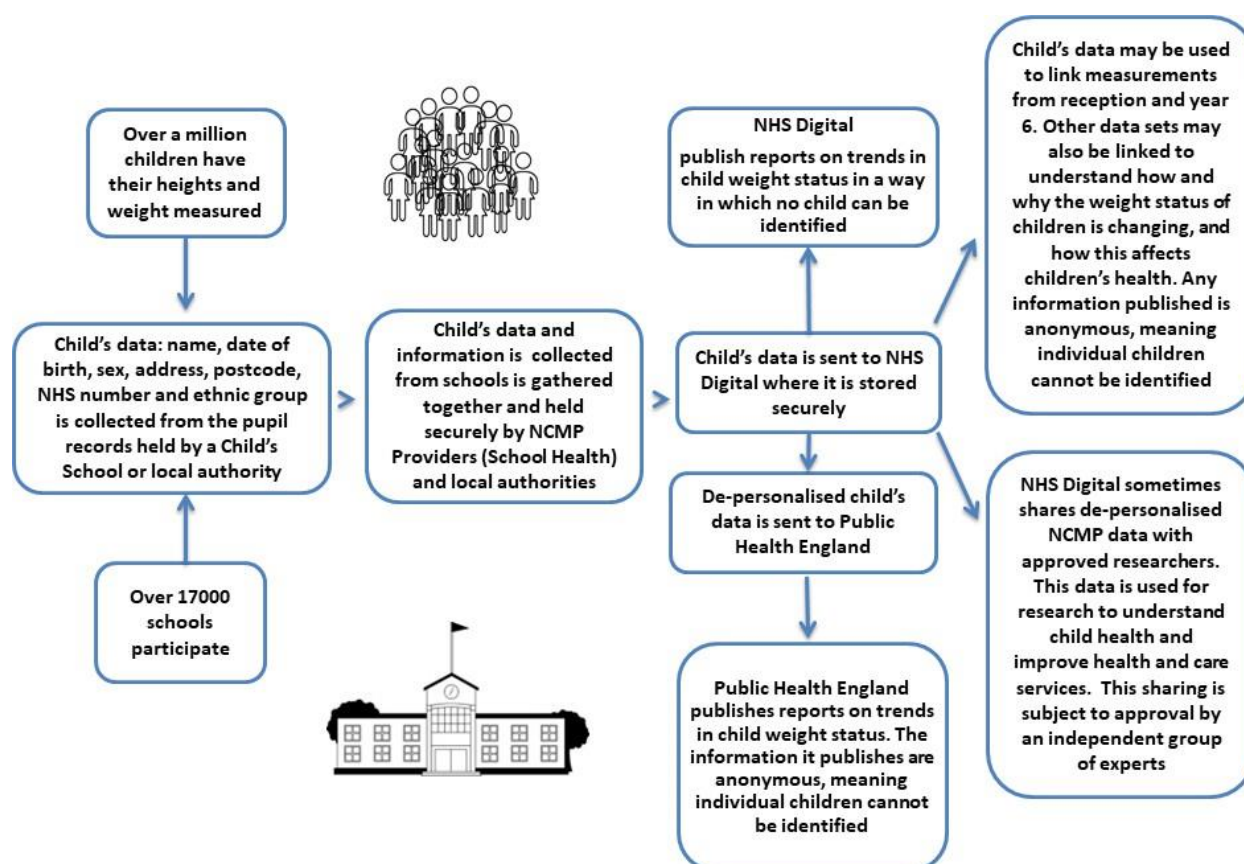 Over a million
children have
their heights and
weight measured
Child's data: name, date of
birth, sex, address, postcode,
NHS number and ethnic group
is collected from the pupil
records held by a Child's
School or local authority
Over 17000
schools
participate
Child's data and
information is collected
from schools is gathered
together and held
securely by NCMP
Providers (School Health)
and local authorities
NHS Digital
publish reports on trends in
child weight status in a way
in which no child can be
identified
Child's data is sent to NHS
Digital where it is stored
securely
De-personalised child's
data is sent to Public
Health England
Public Health England
publishes reports on trends
in child weight status. The
information it publishes are
anonymous, meaning
individual children cannot
be identified
Child's data may be used
to link measurements
from reception and year
6. Other data sets may
also be linked to
understand how and
why the weight status of
children is changing, and
how this affects
children's health. Any
information published is
anonymous, meaning
individual children
cannot be identified
NHS Digital sometimes
shares de-personalised
NCMP data with
approved researchers.
This data is used for
research to understand
child health and
improve health and care
services. This sharing is
subject to approval by
an independent group
of experts